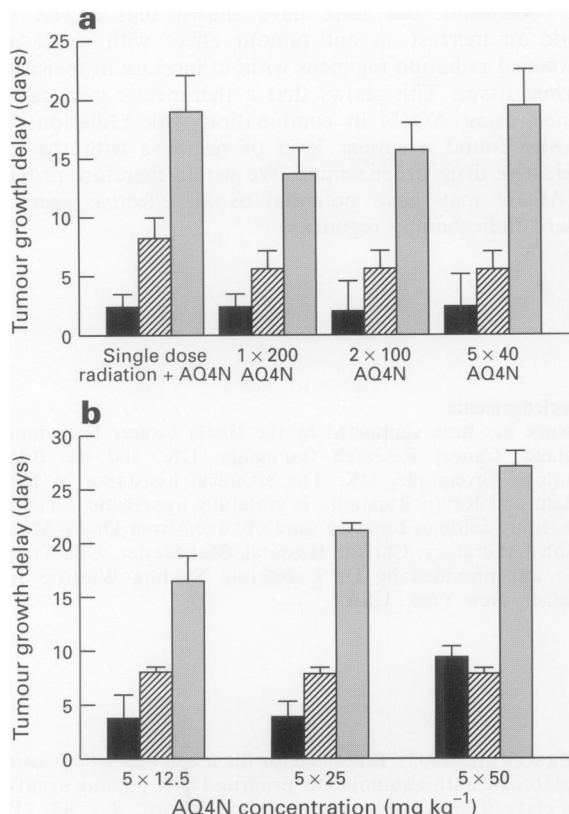 a
Tumour growth delay (days)
25
20
15
10
5
0
Single dose radiation + AQ4N
1 × 200 AQ4N
2 × 100 AQ4N
5 × 40 AQ4N
b
Tumour growth delay (days)
30
25
20
15
10
5
0
5 × 12.5
5 × 25
5 × 50
AQ4N concentration (mg kg⁻¹)